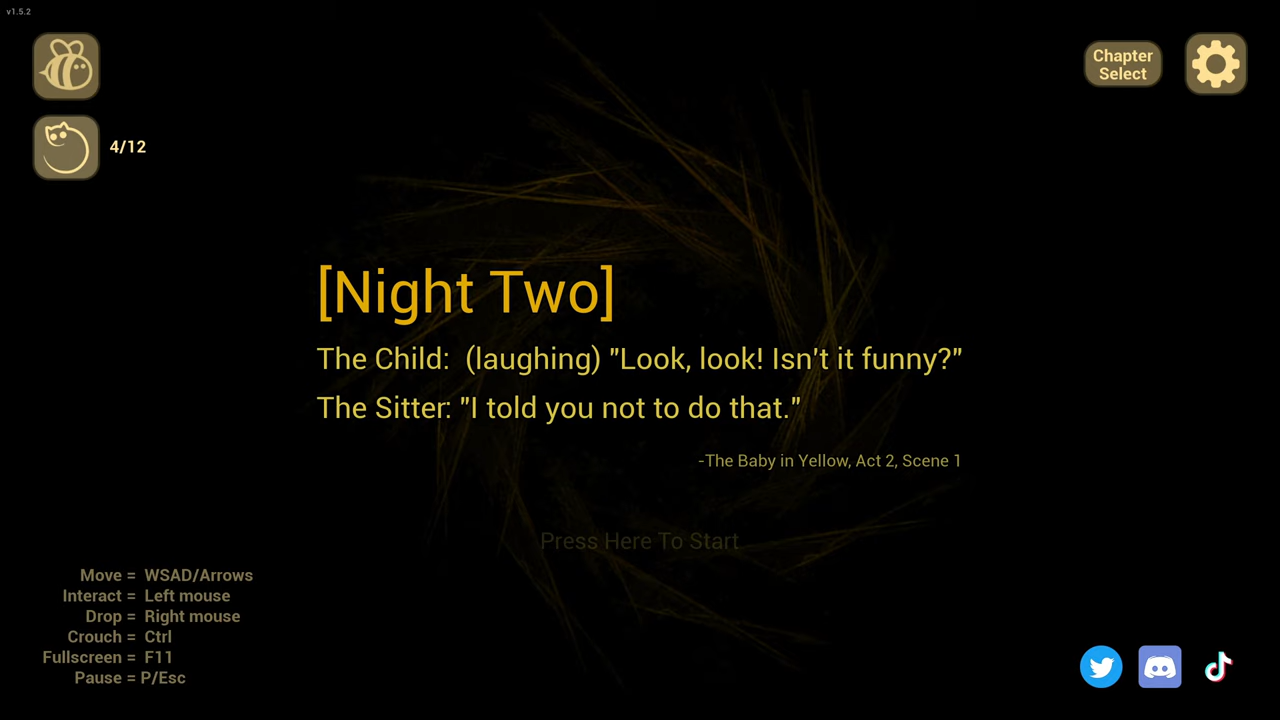 v1.5.2
Chapter
Select
4/12
[Night Two]
The Child:  (laughing) "Look, look! Isn't it funny?"
The Sitter: "I told you not to do that."
-The Baby in Yellow, Act 2, Scene 1
Press Here To Start
Move = WSAD/Arrows
Interact = Left mouse
Drop = Right mouse
Crouch = Ctrl
Fullscreen = F11
Pause = P/Esc